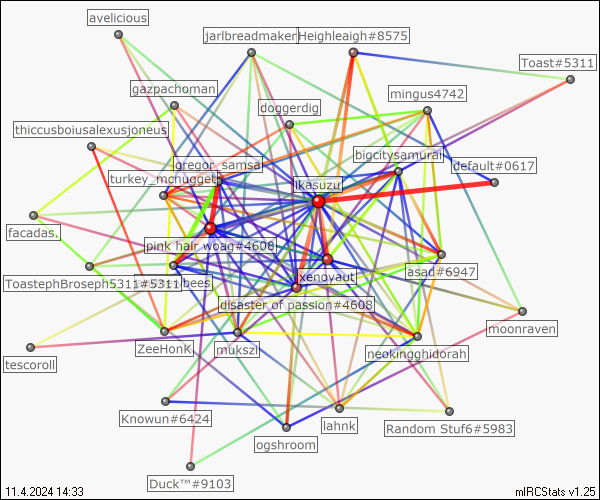 avelicious
jarlbreadmaker
Heighleaigh#8575
Toast#5311
gazpachoman
doggerdig
mingus4742
thiccusboiusalexusjoneus
gregor_samsa
bigcitysamurai
default#0617
turkey_mcnugget
ikasuzu
facadas.
pink hair woag#4608
xenovaut
asad#6947
ToastephBroseph5311#5311
bees
disaster of passion#4608
moonraven
tescoroll
ZeeHonK
mukszi
neokingghidorah
Knowun#6424
ogshroom
lahnk
Random Stuf6#5983
Duck™#9103
11.4.2024 14:33
mIRCStats v1.25